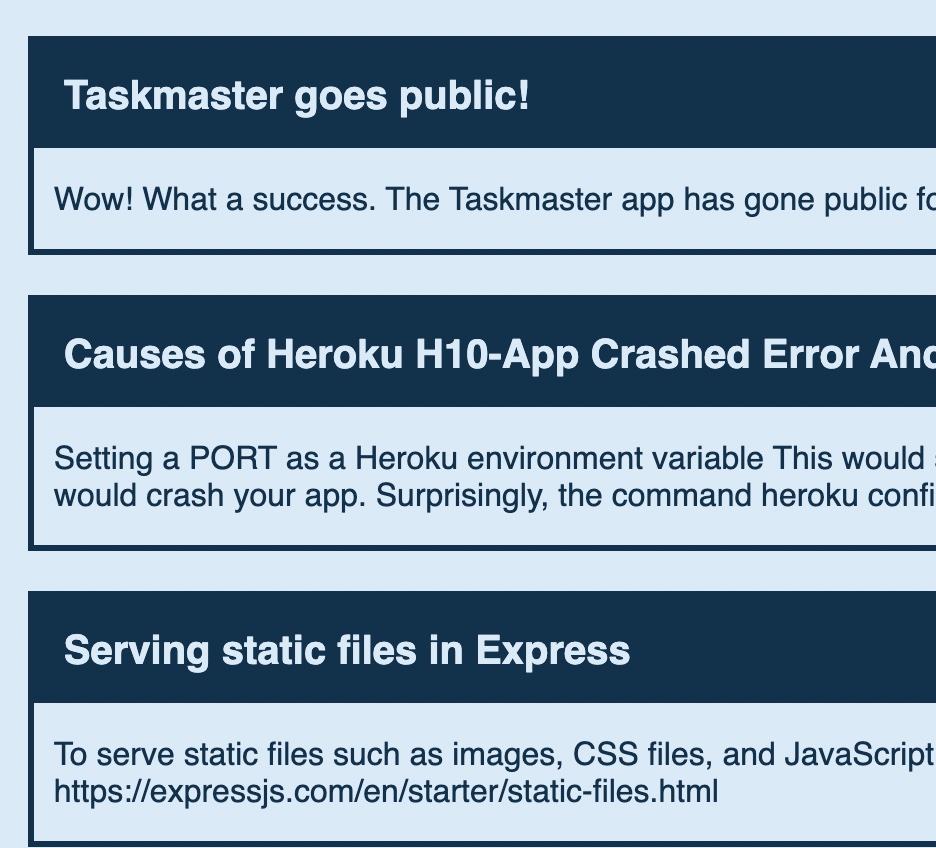 Taskmaster goes public!
Wow! What a success. The Taskmaster app has gone public
Causes of Heroku H10-App Crashed Error
Setting a PORT as a Heroku environment variable This would
would crash your app. Surprisingly, the command heroku
Serving static files in Express
To serve static files such as images, CSS files, and JavaScript
https://expressjs.com/en/starter/static-files.html